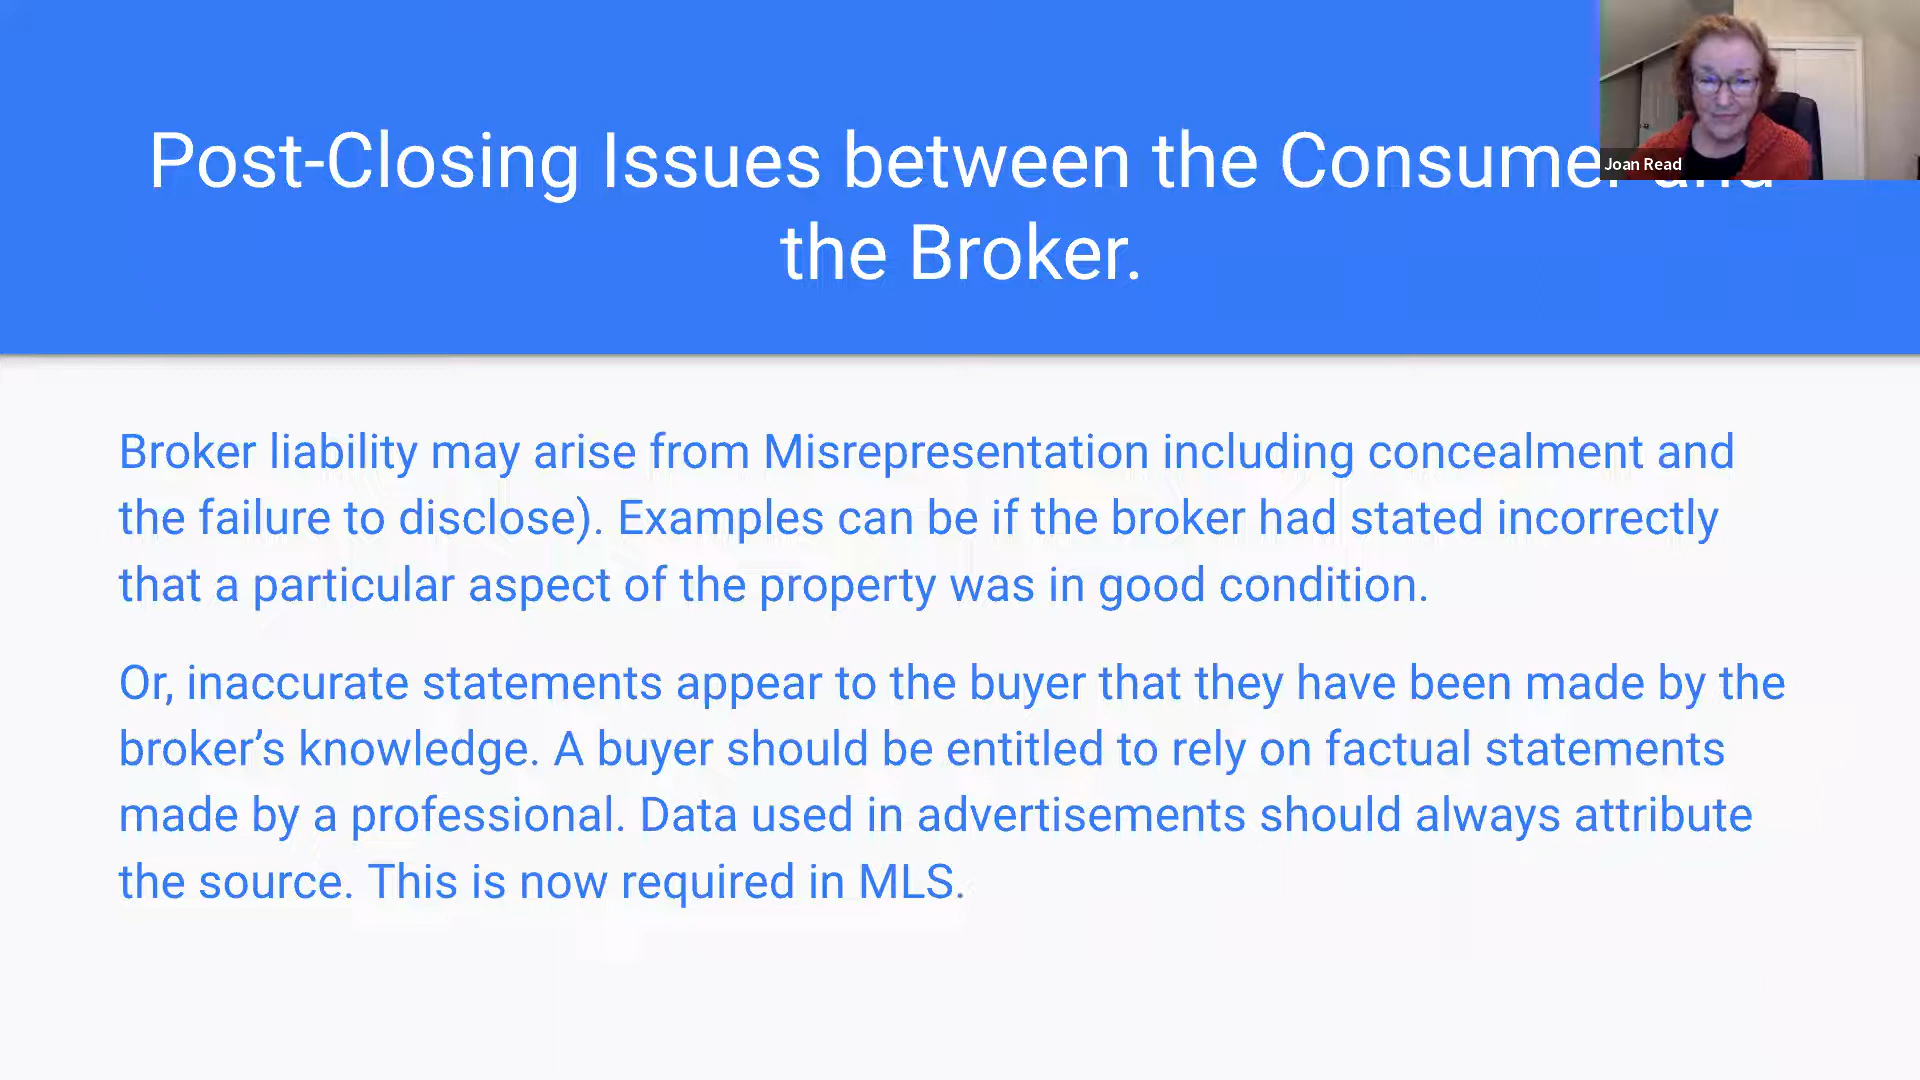 Post-Closing Issues between the Consumer and
the Broker.
Joan Read
Broker liability may arise from Misrepresentation including concealment and
the failure to disclose). Examples can be if the broker had stated incorrectly
that a particular aspect of the property was in good condition.
Or, inaccurate statements appear to the buyer that they have been made by the
broker’s knowledge. A buyer should be entitled to rely on factual statements
made by a professional. Data used in advertisements should always attribute
the source. This is now required in MLS.